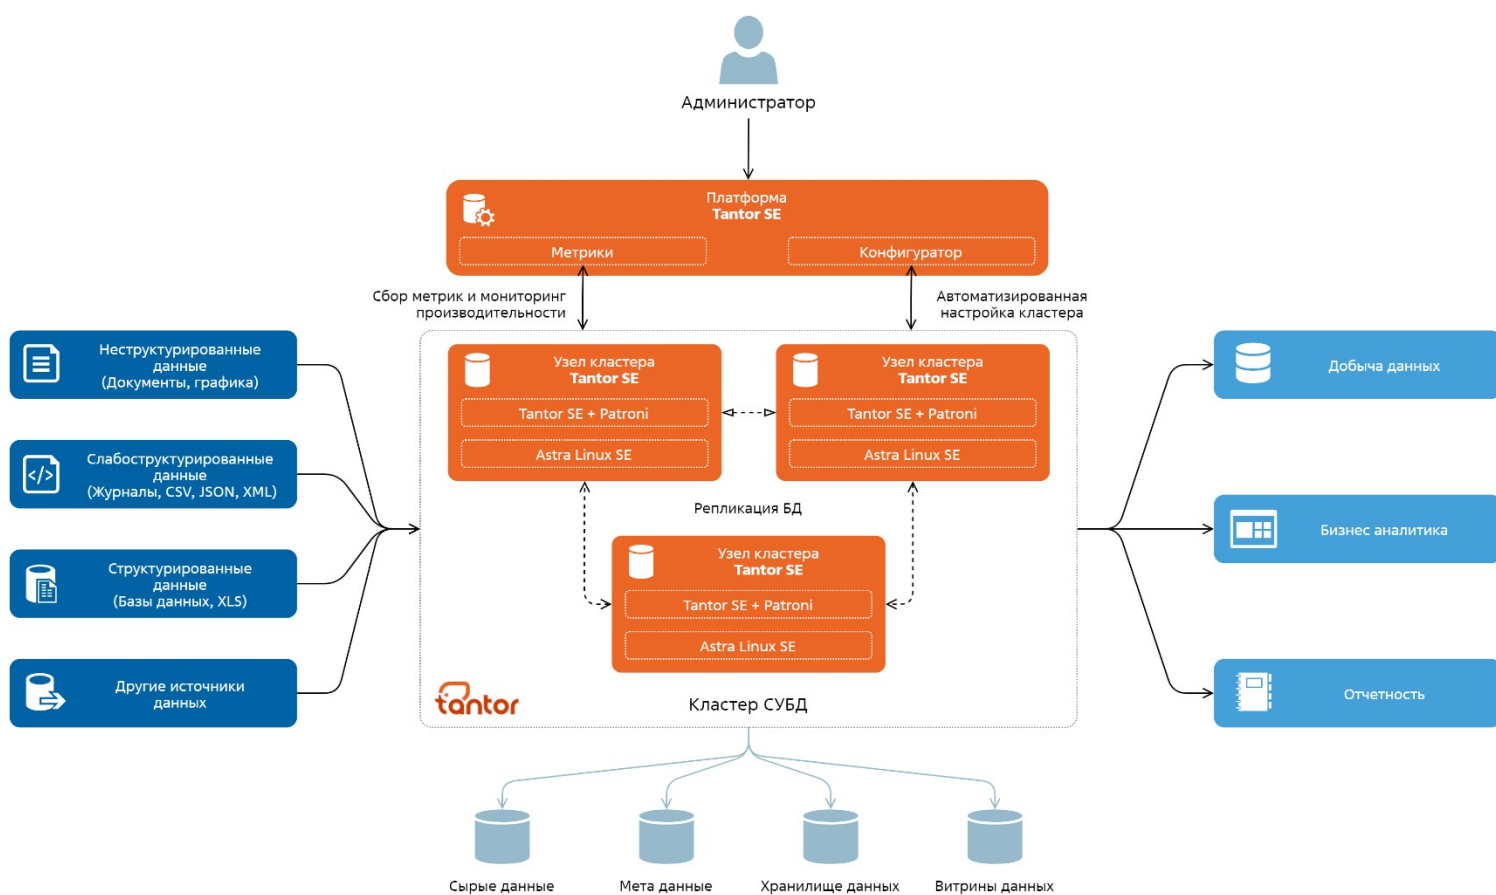 Администратор
Платформа
Tantor SE
Метрики
Конфигуратор
Сбор метрик и мониторинг
производительности
Автоматизированная
настройка кластера
Неструктурированные
данные
(Документы, графика)
Слабоструктурированные
данные
(Журналы, CSV, JSON, XML)
Структурированные
данные
(Базы данных, XLS)
Другие источники
данных
Узел кластера
Tantor SE
Tantor SE + Patroni
Astra Linux SE
Узел кластера
Tantor SE
Tantor SE + Patroni
Astra Linux SE
Репликация БД
Узел кластера
Tantor SE
Tantor SE + Patroni
Astra Linux SE
tantor
Кластер СУБД
Добыча данных
Бизнес аналитика
Отчетность
Сырые данные
Мета данные
Хранилище данных
Витрины данных